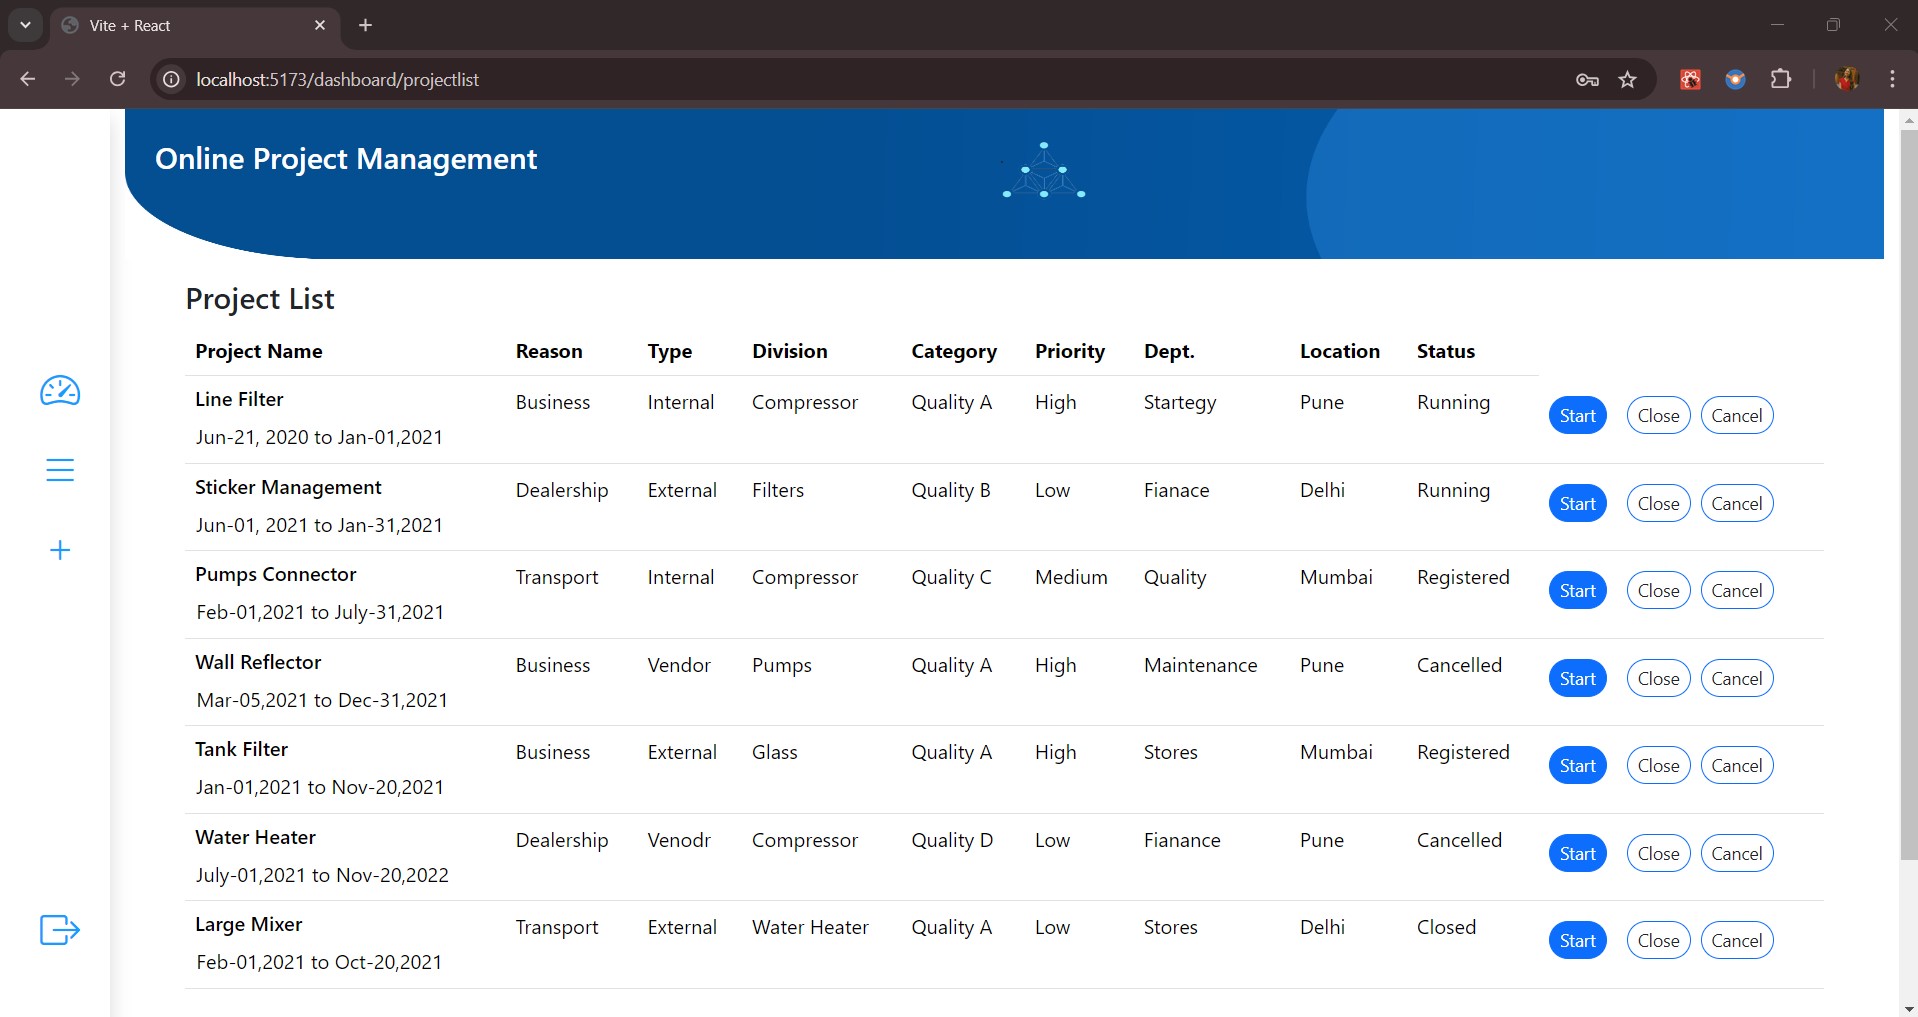 Vite + React
localhost:5173/dashboard/projectlist
Online Project Management
Project List
Project Name Reason Type Division Category Priority Dept. Location Status
Line Filter Business Internal Compressor Quality A High Startegy Pune Running Start Close Cancel
Jun-21, 2020 to Jan-01,2021
Sticker Management Dealership External Filters Quality B Low Fianace Delhi Running Start Close Cancel
Jun-01, 2021 to Jan-31,2021
Pumps Connector Transport Internal Compressor Quality C Medium Quality Mumbai Registered Start Close Cancel
Feb-01,2021 to July-31,2021
Wall Reflector Business Vendor Pumps Quality A High Maintenance Pune Cancelled Start Close Cancel
Mar-05,2021 to Dec-31,2021
Tank Filter Business External Glass Quality A High Stores Mumbai Registered Start Close Cancel
Jan-01,2021 to Nov-20,2021
Water Heater Dealership Venodr Compressor Quality D Low Fianance Pune Cancelled Start Close Cancel
July-01,2021 to Nov-20,2022
Large Mixer Transport External Water Heater Quality A Low Stores Delhi Closed Start Close Cancel
Feb-01,2021 to Oct-20,2021